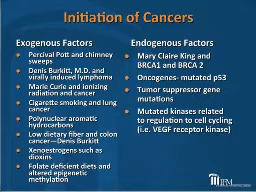 Initiation of Cancers
Exogenous Factors
Percival Pott and chimney
sweeps
Denis Burkitt, M.D. and
virally induced lymphoma
Marie Curie and ionizing
radiation and cancer
Cigarette smoking and lung
cancer
Polynuclear aromatic
hydrocarbons
Low dietary fiber and colon
cancer—Denis Burkitt
Xenoestrogens such as
dioxins
Folate deficient diets and
altered epigenetic
methylation
Endogenous Factors
Mary Claire King and
BRCA1 and BRCA 2
Oncogenes- mutated p53
Tumor suppressor gene
mutations
Mutated kinases related
to regulation to cell cycling
(i.e. VEGF receptor kinase)
IFM